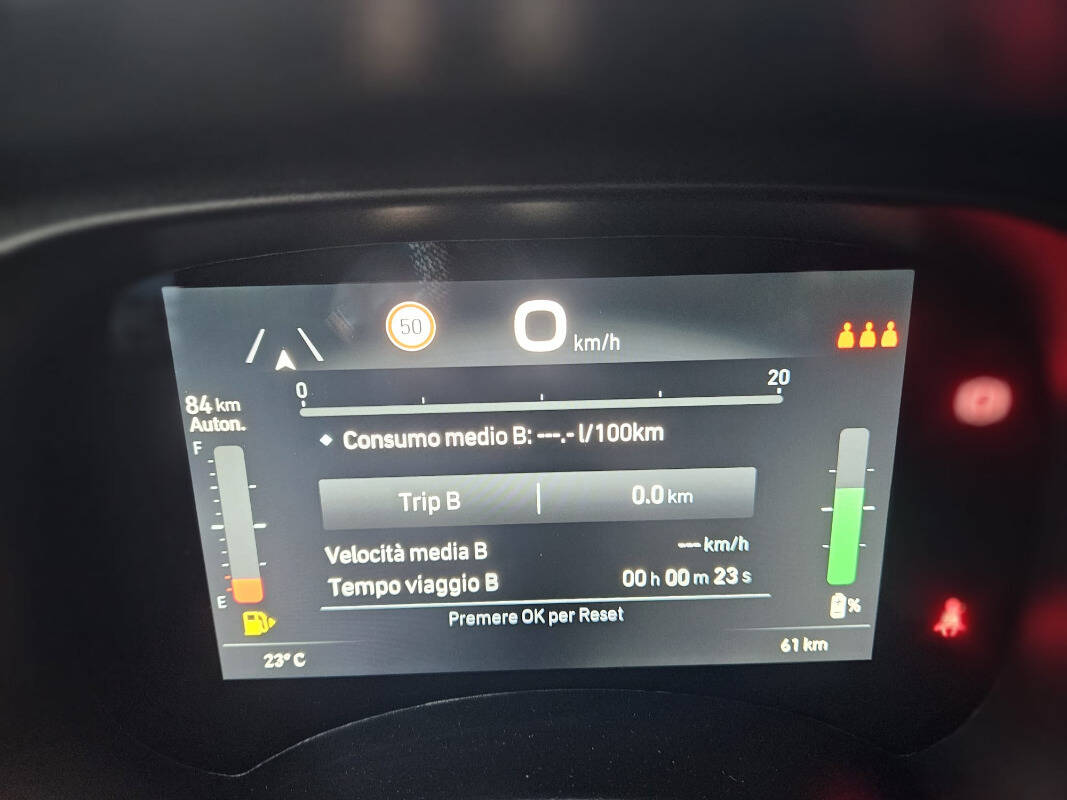 50
0 km/h
0 20
84 km
Auton.
F
Consumo medio B: ---.- l/100km
Trip B 0.0 km
Velocità media B --- km/h
Tempo viaggio B 00 h 00 m 23 s
E
%
Premere OK per Reset
23° C
61 km